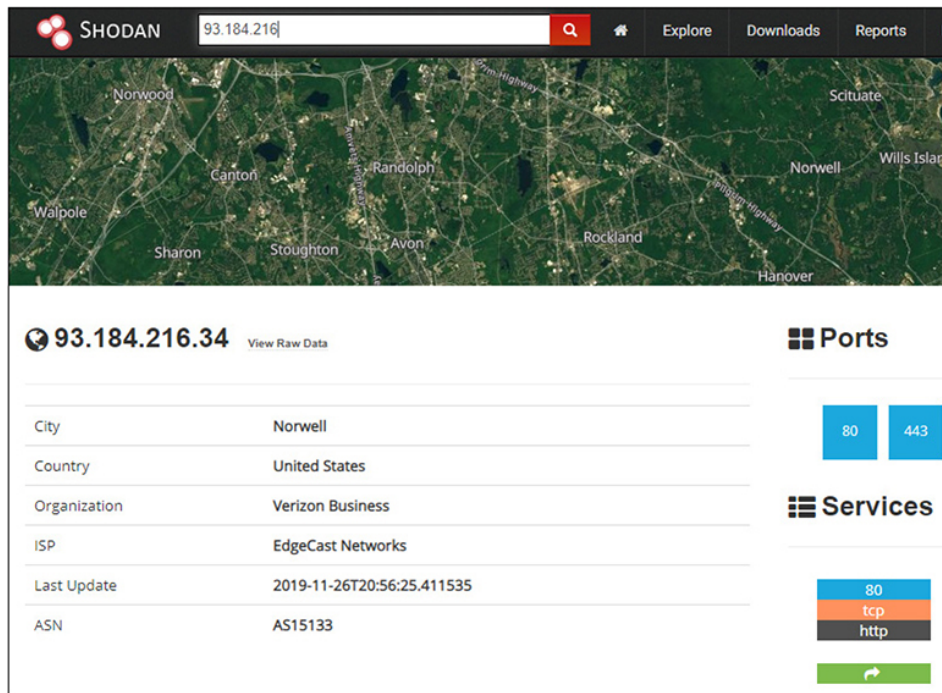 SHODAN 93.184.216 Explore Downloads Reports
Norwood
Scituate
Canton
Randolph
Norwell
Walpole
Sharon
Stoughton
Avon
Rockland
Hanover
93.184.216.34 View Raw Data
Ports
City Norwell
80 443
Country United States
Organization Verizon Business
Services
ISP EdgeCast Networks
Last Update 2019-11-26T20:56:25.411535
80
tcp
ASN AS15133
http